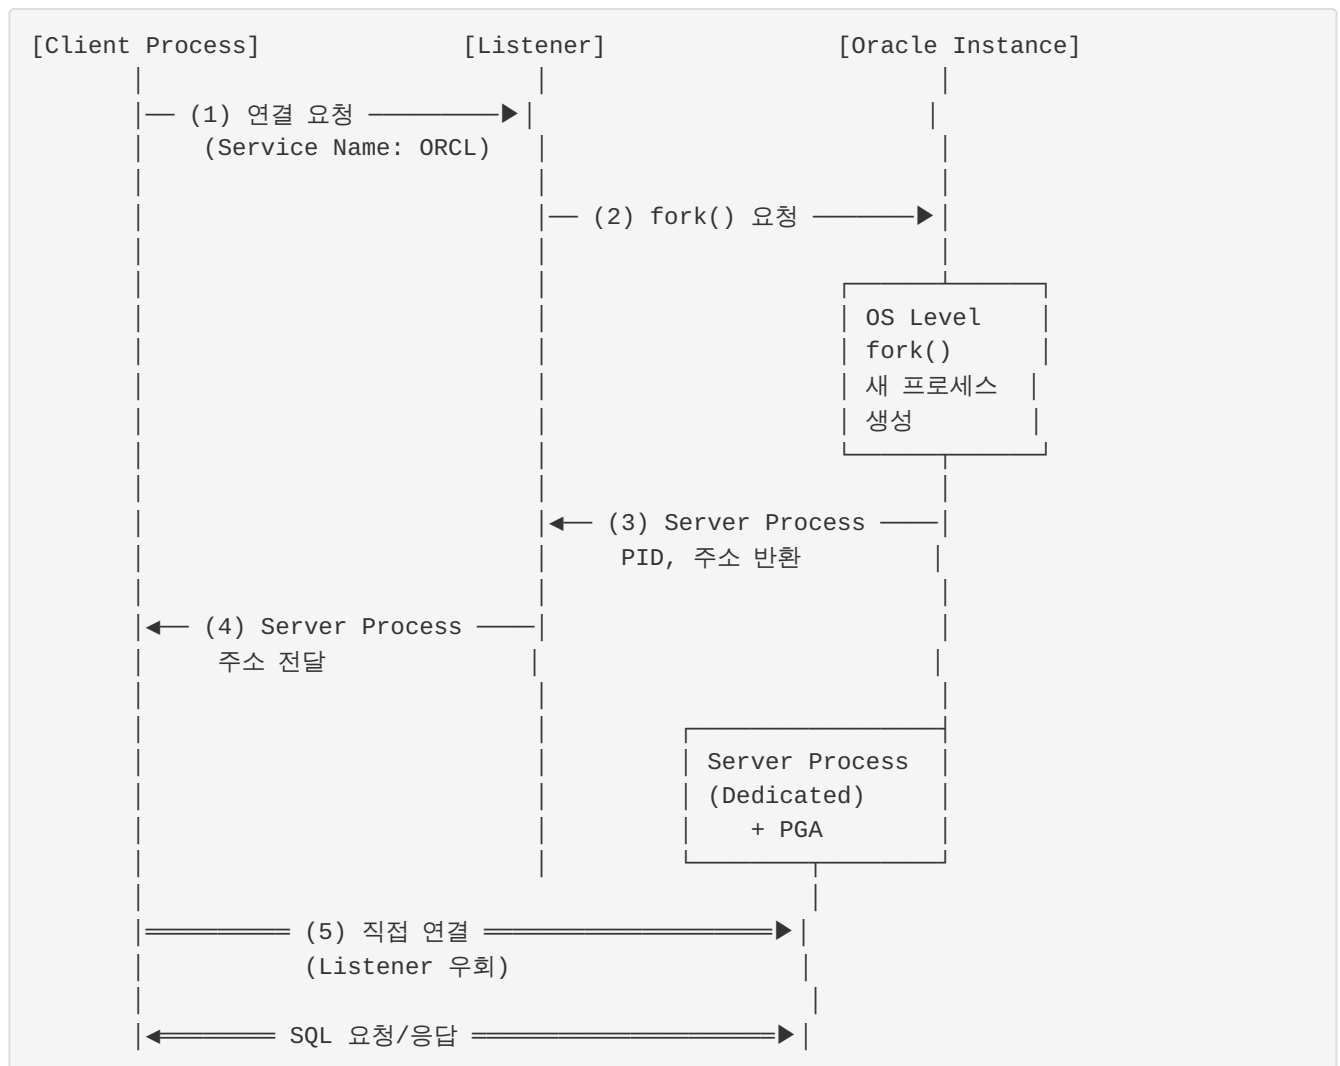 [Client Process] [Listener] [Oracle Instance]
(1) 연결 요청
(Service Name: ORCL)
(2) fork() 요청
OS Level
fork()
새 프로세스
생성
(3) Server Process
PID, 주소 반환
(4) Server Process
주소 전달
Server Process
(Dedicated)
+ PGA
(5) 직접 연결
(Listener 우회)
SQL 요청/응답